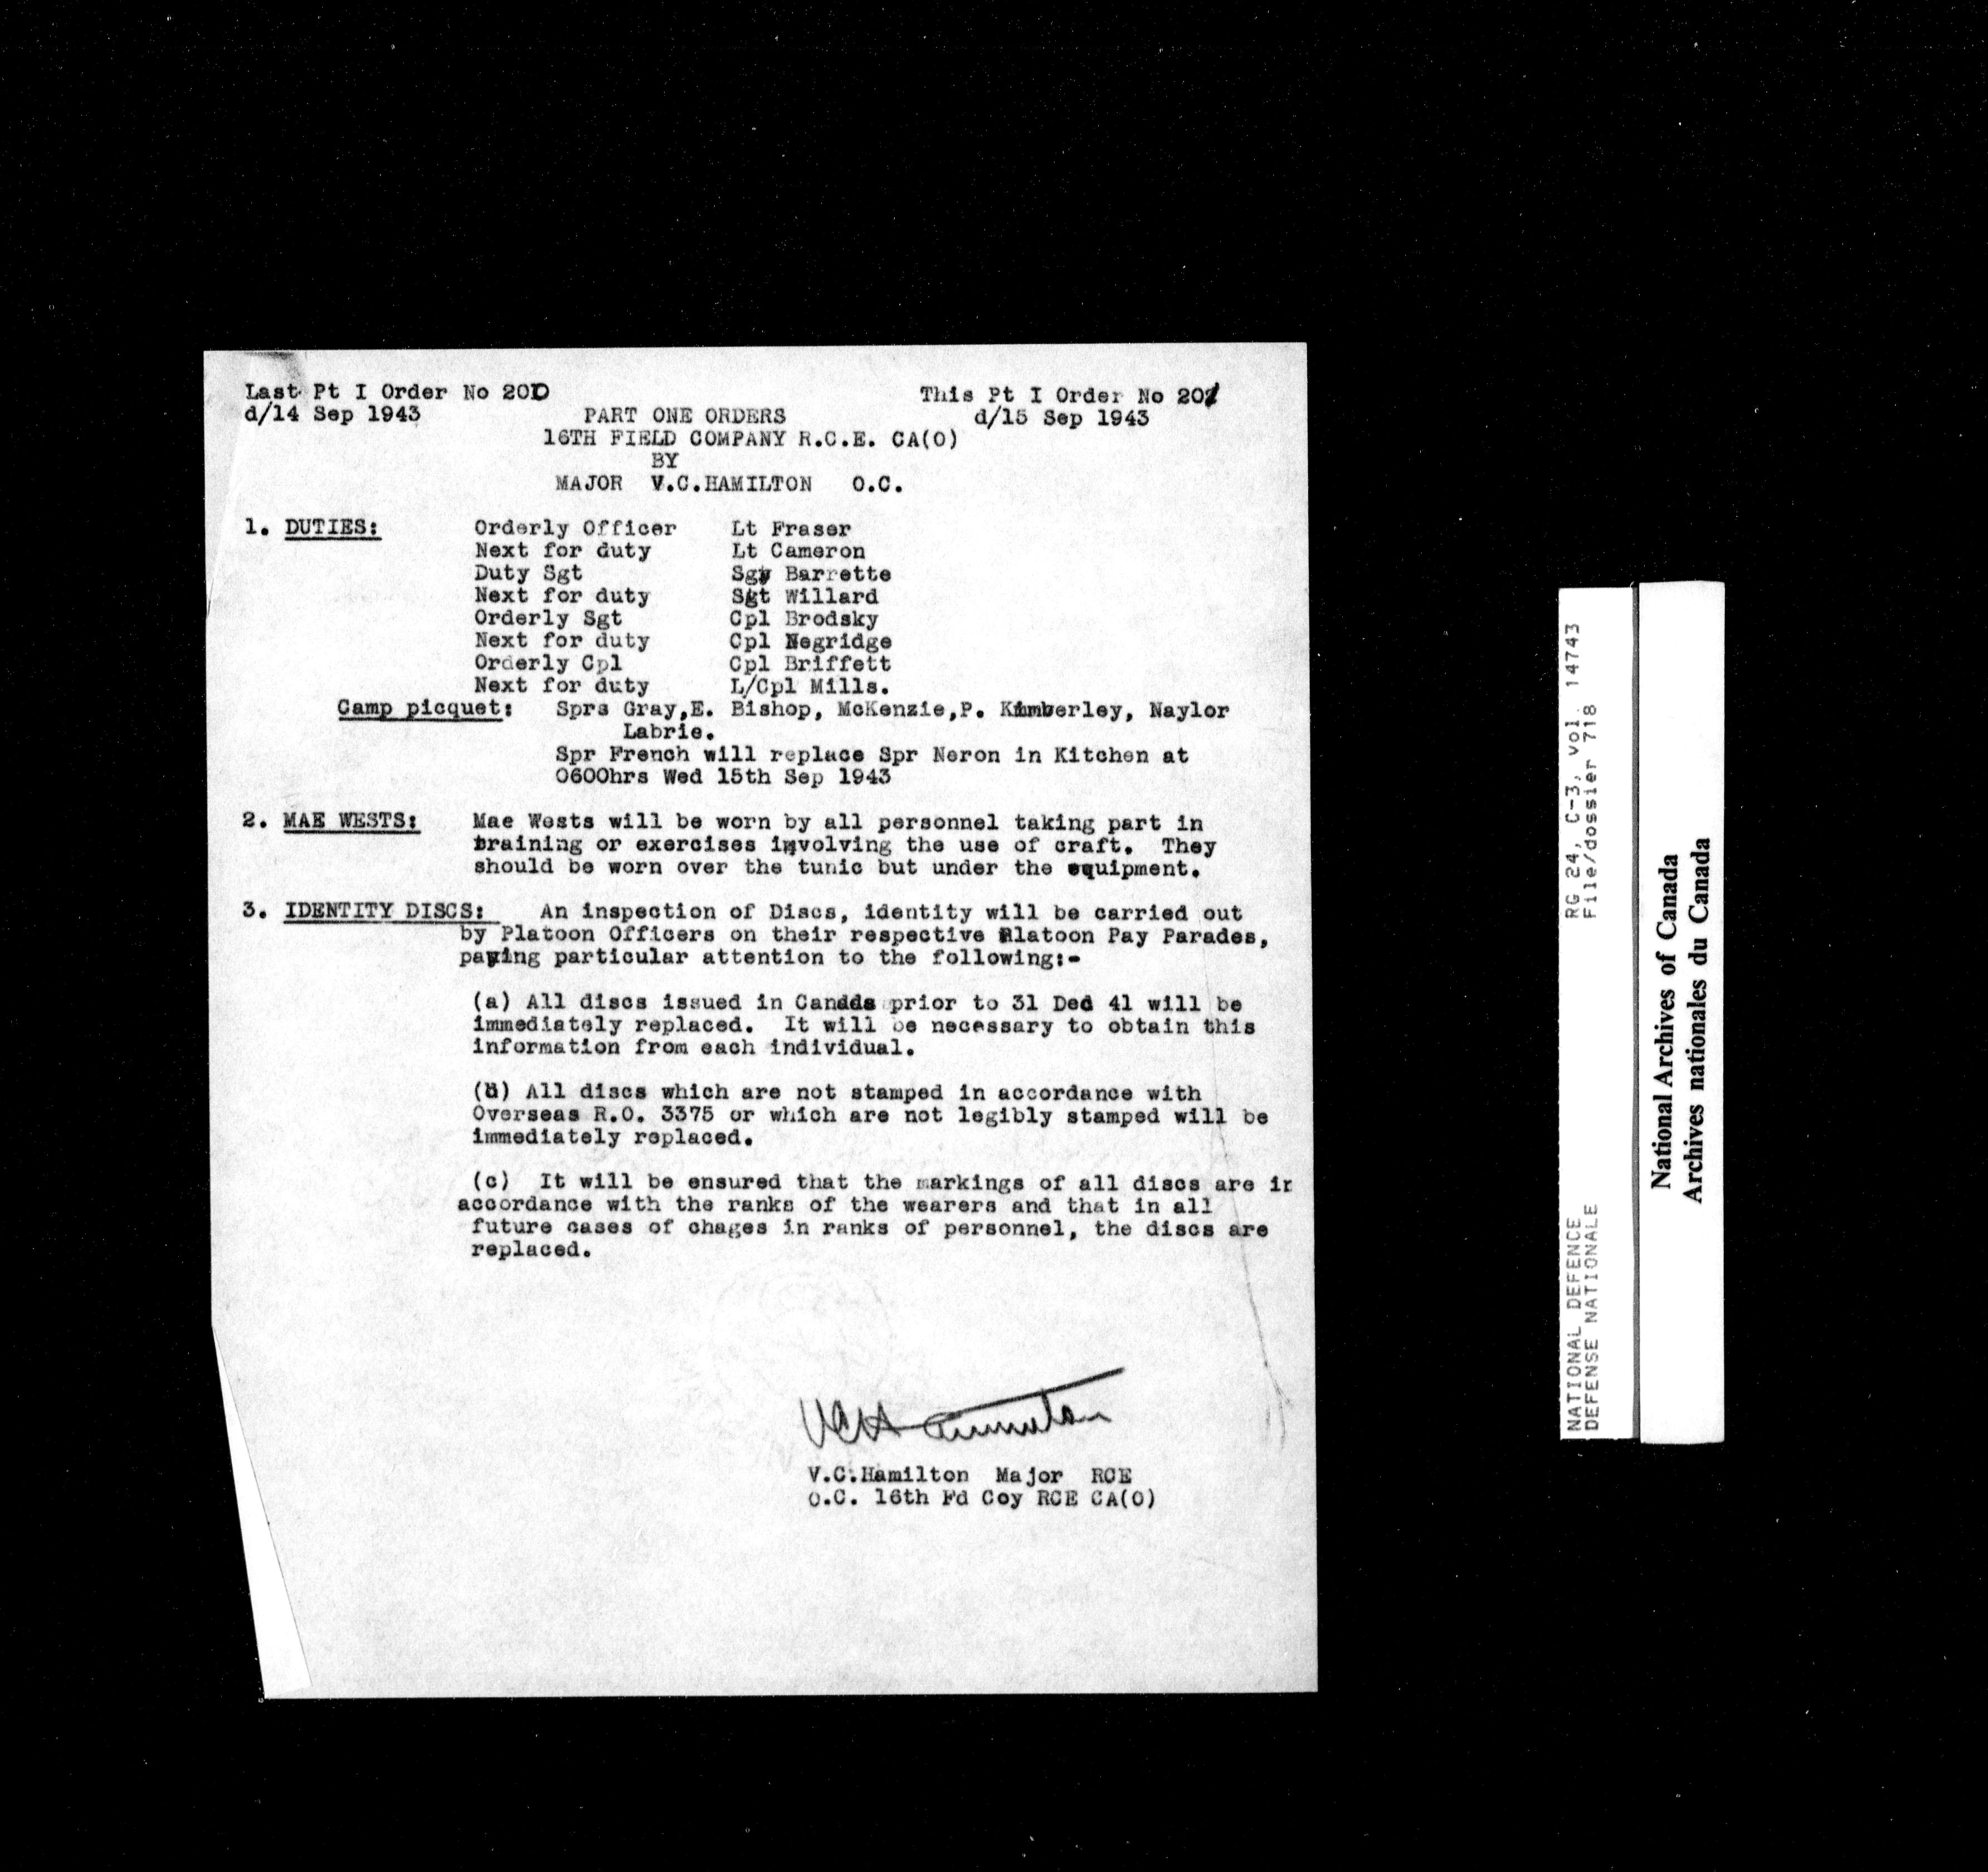 Last Pt I Order No 200
This Pt I Order No 201
d/14 Sep 1943
PART ONE ORDERS
d/15 Sep 1943
16TH FIELD COMPANY R.C.E. CA(O)
BY
MAJOR V.C.HAMILTON O.C.
1. DUTIES: Orderly Officer Lt Fraser
Next for duty Lt Cameron
Duty Sgt Sgt Barrette
Next for duty Sgt Willard
Orderly Sgt Cpl Brodsky
Next for duty Cpl Negridge
Orderly Cpl Cpl Briffett
Next for duty L/Cpl Mills.
Camp picquet: Sprs Gray,E. Bishop, McKenzie,P. Kimberley, Naylor
Labrie.
Spr French will replace Spr Neron in Kitchen at
0600hrs Wed 15th Sep 1943
2. MAE WESTS: Mae Wests will be worn by all personnel taking part in
training or exercises involving the use of craft. They
should be worn over the tunic but under the equipment.
3. IDENTITY DISCS: An inspection of Discs, identity will be carried out
by Platoon Officers on their respective Platoon Pay Parades,
paying particular attention to the following:-
(a) All discs issued in Canada prior to 31 Dec 41 will be
immediately replaced. It will be necessary to obtain this
information from each individual.
(b) All discs which are not stamped in accordance with
Overseas R.O. 3375 or which are not legibly stamped will be
immediately replaced.
(c) It will be ensured that the markings of all discs are in
accordance with the ranks of the wearers and that in all
future cases of chages in ranks of personnel, the discs are
replaced.
VCHamilton
V.C.Hamilton Major RCE
O.C. 16th Fd Coy RCE CA(O)
NATIONAL DEFENCE RG 24, C-3, vol. 14743
DEFENSE NATIONALE File/dossier 718
National Archives of Canada
Archives nationales du Canada